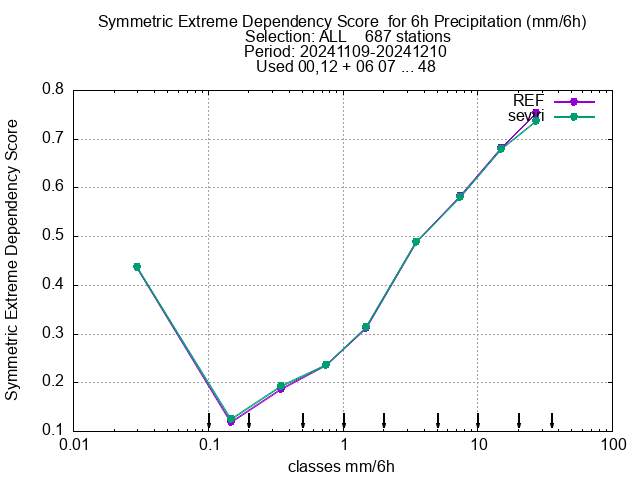 Symmetric Extreme Dependency Score  for 6h Precipitation (mm/6h)
Selection: ALL    687 stations
Period: 20241109-20241210
Used 00,12 + 06 07 ... 48
REF
sevfri
0.8
0.7
0.6
0.5
0.4
0.3
0.2
0.1
Symmetric Extreme Dependency Score
0.01
0.1
1
10
100
classes mm/6h